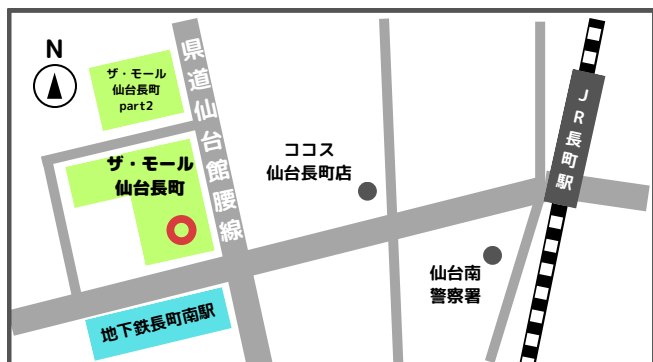 N
ザ・モール
仙台長町
part2
県道仙台館腰線
ザ・モール
仙台長町
ココス
仙台長町店
JR長町駅
仙台南
警察署
地下鉄長町南駅